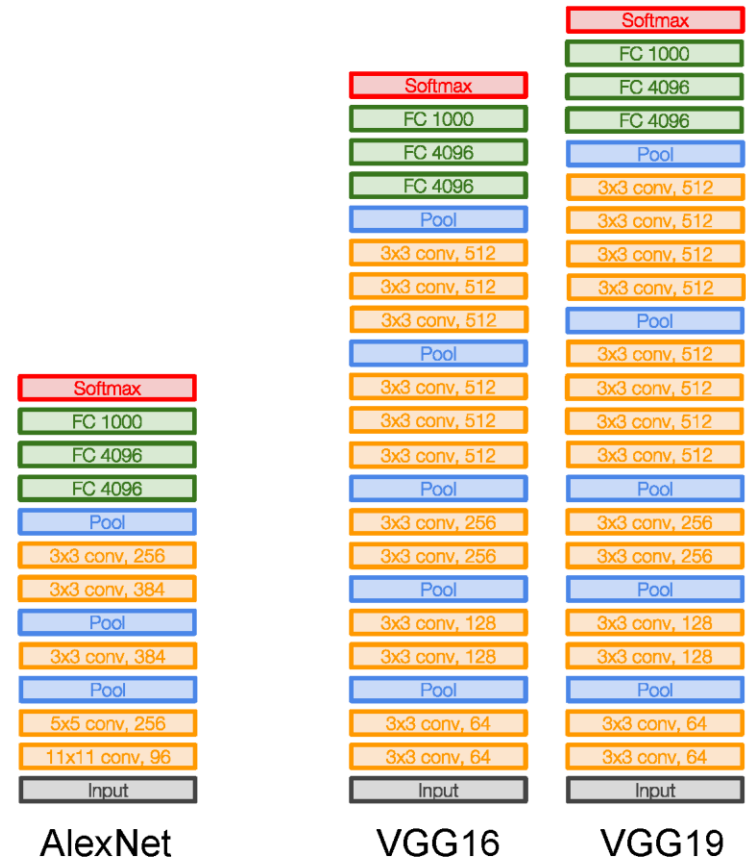 Softmax
FC 1000
FC 4096
FC 4096
Pool
3x3 conv, 256
3x3 conv, 384
Pool
3x3 conv, 384
Pool
5x5 conv, 256
11x11 conv, 96
Input
AlexNet
Softmax
FC 1000
FC 4096
FC 4096
Pool
3x3 conv, 512
3x3 conv, 512
3x3 conv, 512
Pool
3x3 conv, 512
3x3 conv, 512
3x3 conv, 512
Pool
3x3 conv, 256
3x3 conv, 256
Pool
3x3 conv, 128
3x3 conv, 128
Pool
3x3 conv, 64
3x3 conv, 64
Input
VGG16
Softmax
FC 1000
FC 4096
FC 4096
Pool
3x3 conv, 512
3x3 conv, 512
3x3 conv, 512
3x3 conv, 512
Pool
3x3 conv, 512
3x3 conv, 512
3x3 conv, 512
3x3 conv, 512
Pool
3x3 conv, 256
3x3 conv, 256
Pool
3x3 conv, 128
3x3 conv, 128
Pool
3x3 conv, 64
3x3 conv, 64
Input
VGG19